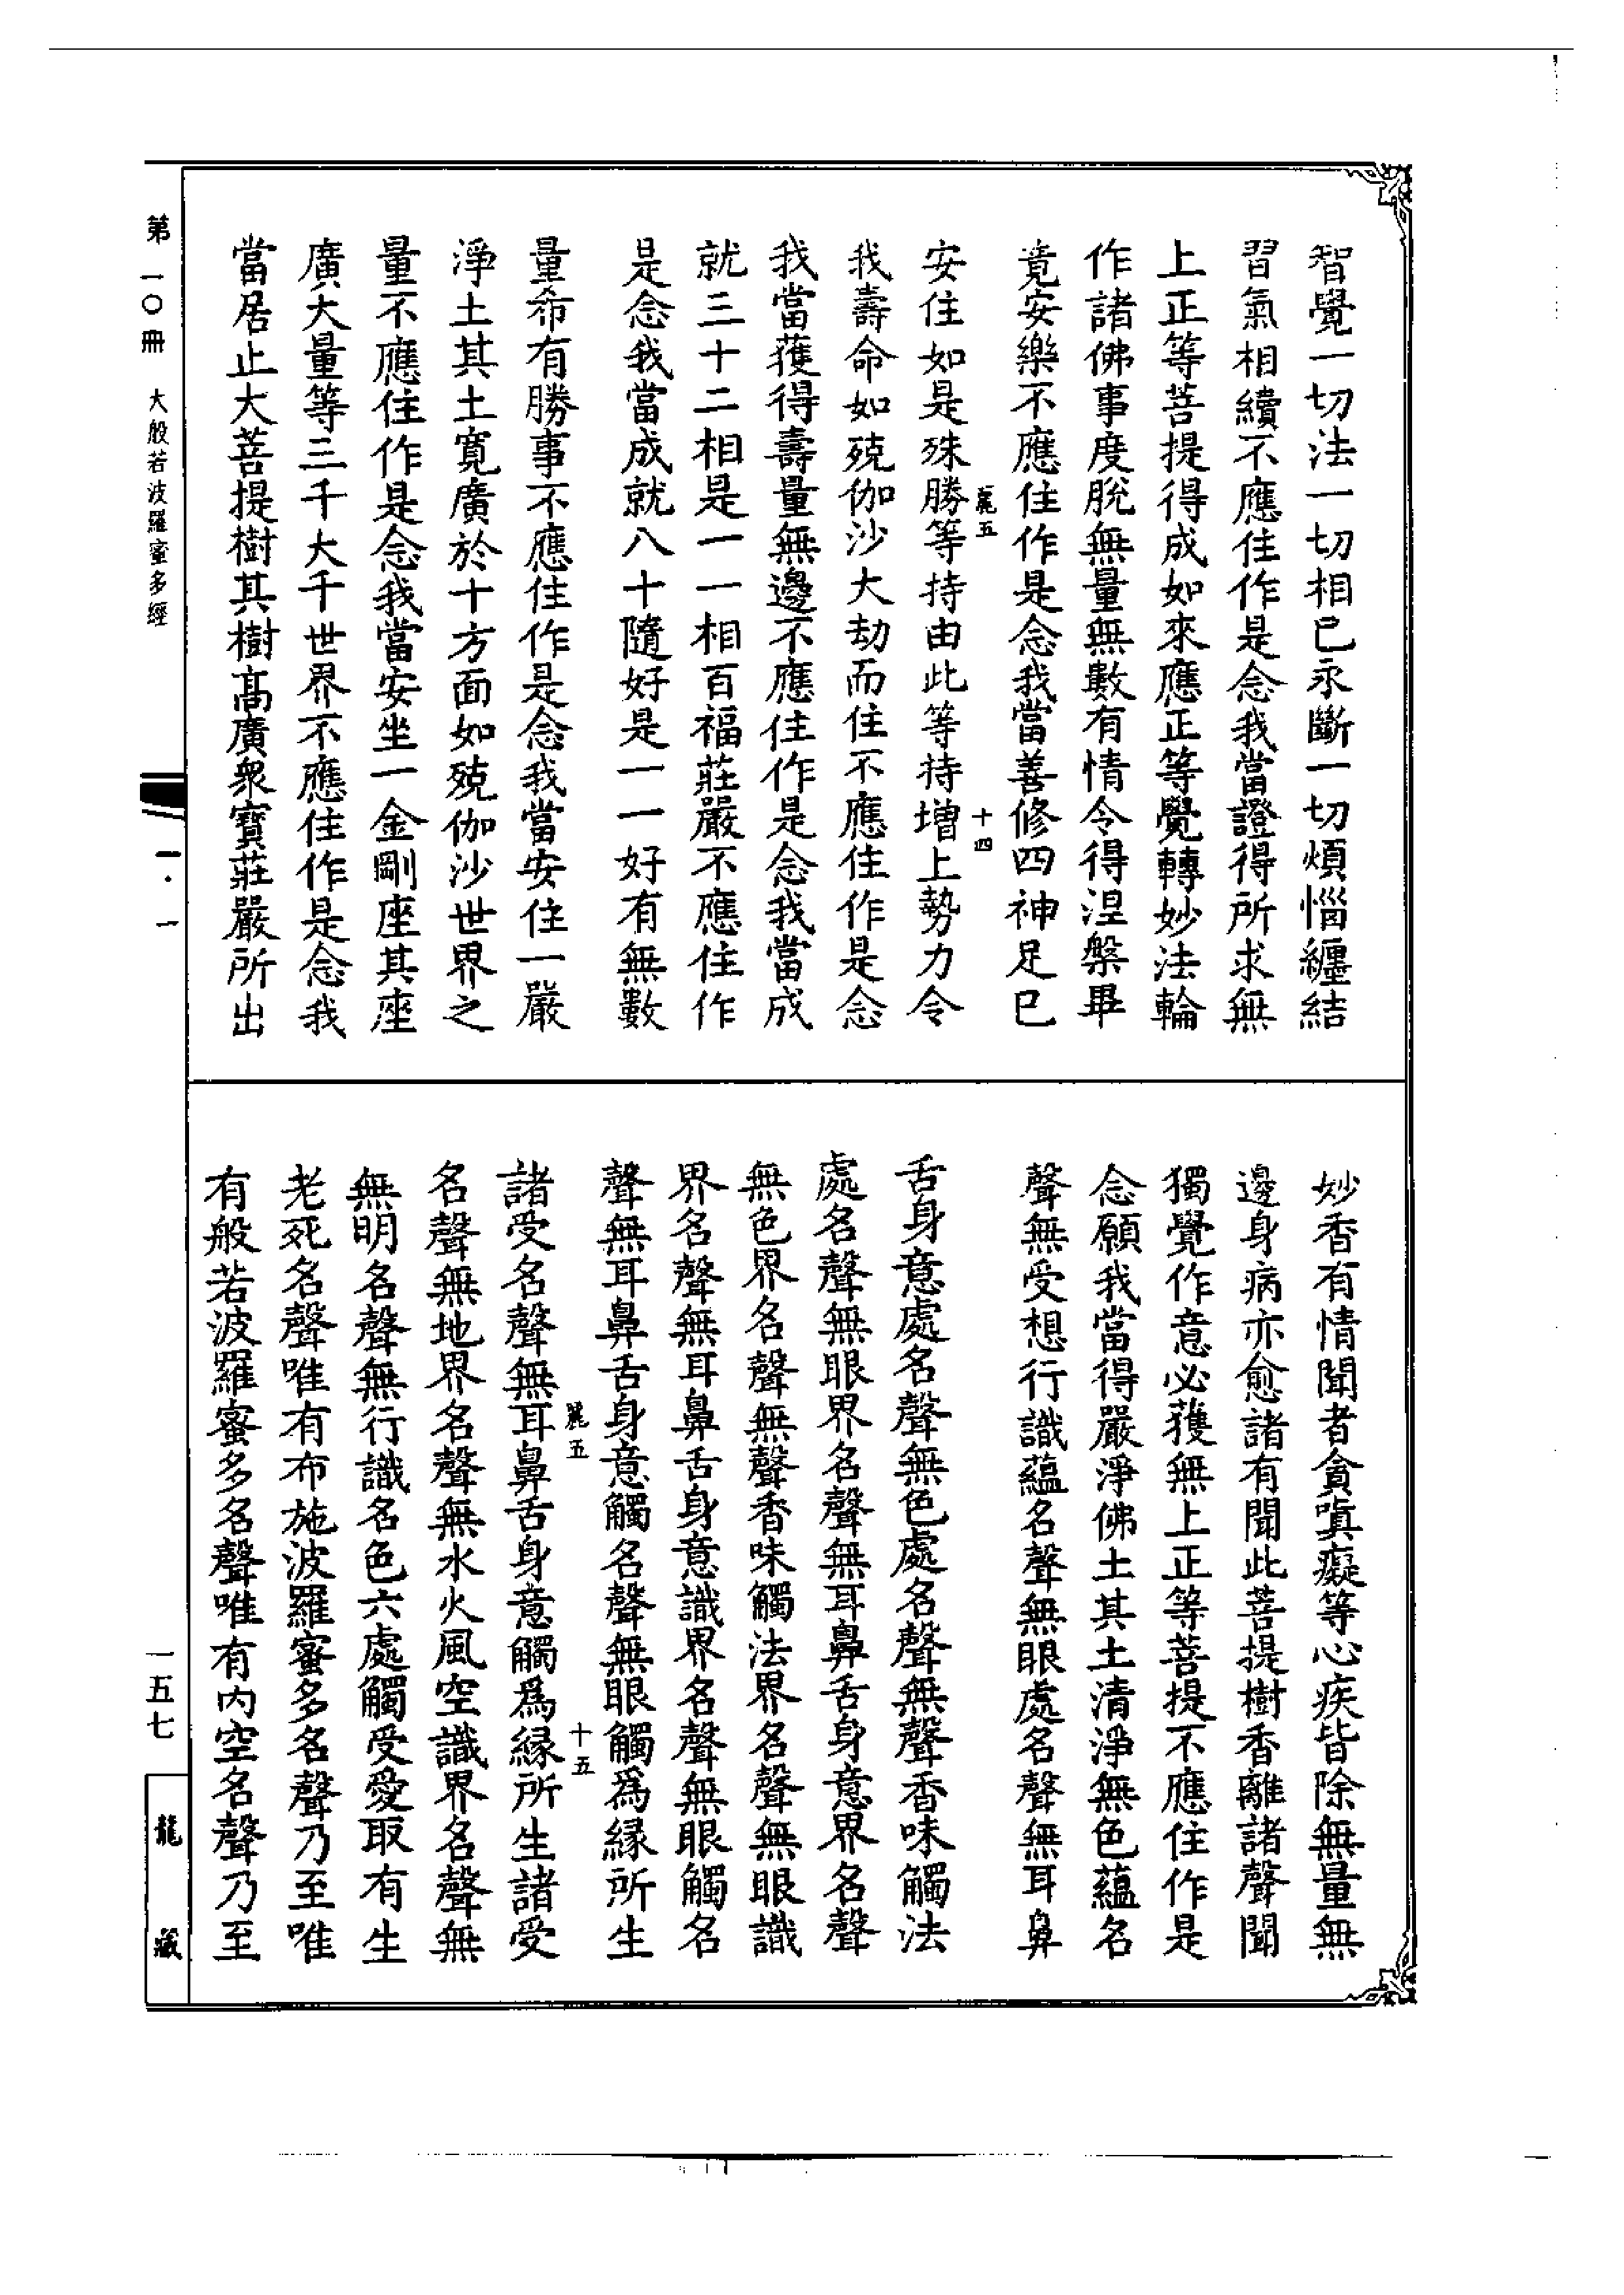 智覺一切法一切相已永斷一切煩惱纏結
習氣相續不應住作是念我當證得所求無
上正等菩提得成如來應正等覺轉妙法輪
作諸佛事度脫無量無數有情令得涅槃畢
竟安樂不應住作是念我當善修四神足已
麗五 十四
安住如是殊勝等持由此等持增上勢力令
我壽命如殑伽沙大劫而住不應住作是念
我當獲得壽量無邊不應住作是念我當成
就三十二相是一一相百福莊嚴不應住作
是念我當成就八十隨好是一一好有無數
量希有勝事不應住作是念我當安住一嚴
淨土其土寬廣於十方面如殑伽沙世界之
量不應住作是念我當安坐一金剛座其座
廣大量等三千大千世界不應住作是念我
當居止大菩提樹其樹高廣眾寶莊嚴所出
妙香有情聞者貪嗔癡等心疾皆除無量無
邊身病亦愈諸有聞此菩提樹香離諸聲聞
獨覺作意必獲無上正等菩提不應住作是
念願我當得嚴淨佛土其土清淨無色蘊名
聲無受想行識蘊名聲無眼處名聲無耳鼻
舌身意處名聲無色處名聲無聲香味觸法
處名聲無眼界名聲無耳鼻舌身意界名聲
無色界名聲無聲香味觸法界名聲無眼識
界名聲無耳鼻舌身意識界名聲無眼觸名
聲無耳鼻舌身意觸名聲無眼觸為緣所生
麗五 十五
諸受名聲無耳鼻舌身意觸為緣所生諸受
名聲無地界名聲無水火風空識界名聲無
無明名聲無行識名色六處觸受愛取有生
老死名聲唯有布施波羅蜜多名聲乃至唯
有般若波羅蜜多名聲唯有內空名聲乃至
第一〇冊 大般若波羅蜜多經
一·一
一五七
龍藏